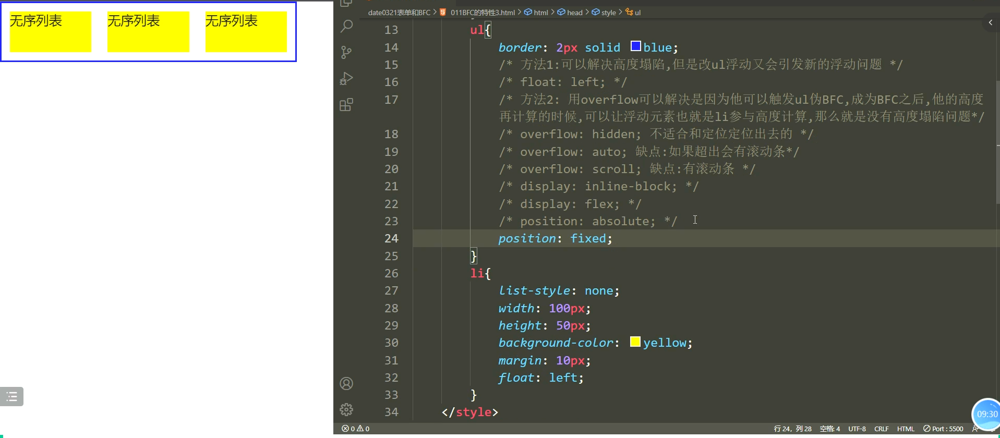 无序列表 无序列表 无序列表
date0321表单和BFC > 011BFC的特性3.html > html > head > style > ul
13 ul{
14 border: 2px solid blue;
15 /* 方法1:可以解决高度塌陷,但是改ul浮动又会引发新的浮动问题 */
16 /* float: left; */
17 /* 方法2: 用overflow可以解决是因为他可以触发ul伪BFC,成为BFC之后,他的高度
再计算的时候,可以让浮动元素也就是li参与高度计算,那么就是没有高度塌陷问题*/
18 /* overflow: hidden; 不适合和定位定位出去的 */
19 /* overflow: auto; 缺点:如果超出会有滚动条*/
20 /* overflow: scroll; 缺点:有滚动条 */
21 /* display: inline-block; */
22 /* display: flex; */
23 /* position: absolute; */
24 position: fixed;
25 }
26 li{
27 list-style: none;
28 width: 100px;
29 height: 50px;
30 background-color: yellow;
31 margin: 10px;
32 float: left;
33 }
34 </style>
09:30
0 0 行 24, 列 28 空格: 4 UTF-8 CRLF HTML Port : 5500